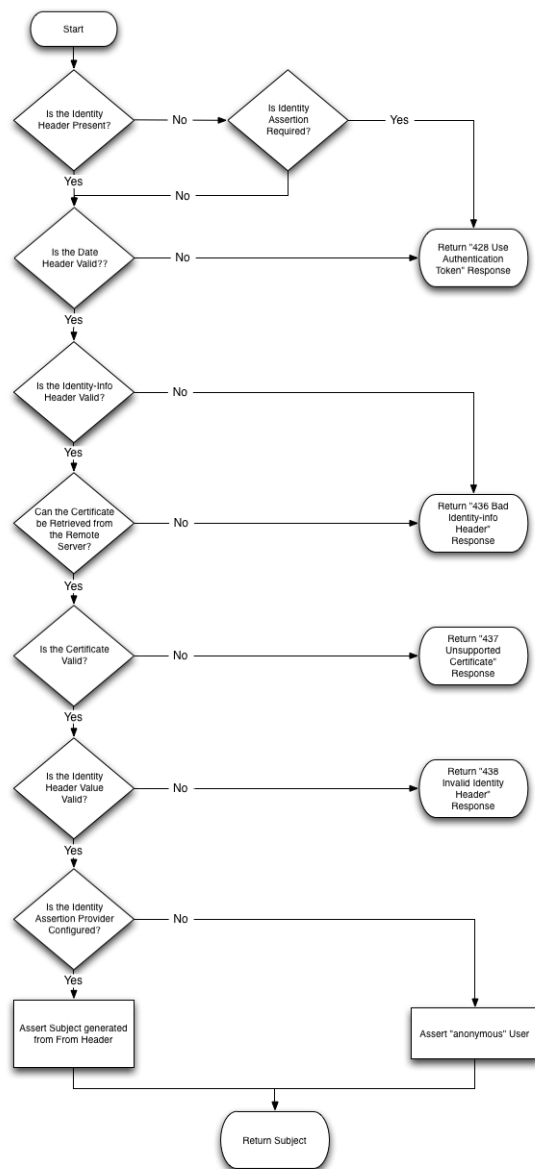 Start
Is the Identity
Header Present?
No
Is Identity
Assertion
Required?
Yes
Yes
No
Is the Date
Header Valid??
No
Return "428 Use
Authentication
Token" Response
Yes
Is the Identity-Info
Header Valid?
No
Yes
Can the Certificate
be Retrieved from
the Remote
Server?
No
Return "436 Bad
Identity-info
Header"
Response
Yes
Is the Certificate
Valid?
No
Return "437
Unsupported
Certificate"
Response
Yes
Is the Identity
Header Value
Valid?
No
Return "438
Invalid Identity
Header"
Response
Yes
Is the Identity
Assertion Provider
Configured?
No
Yes
Assert Subject generated
from From Header
Assert "anonymous" User
Return Subject